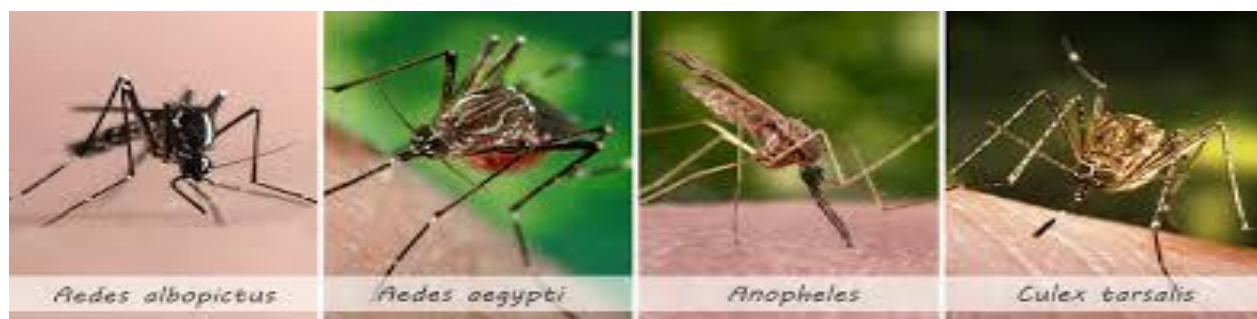 Aedes albopictus
Aedes aegypti
Anopheles
Culex tarsalis